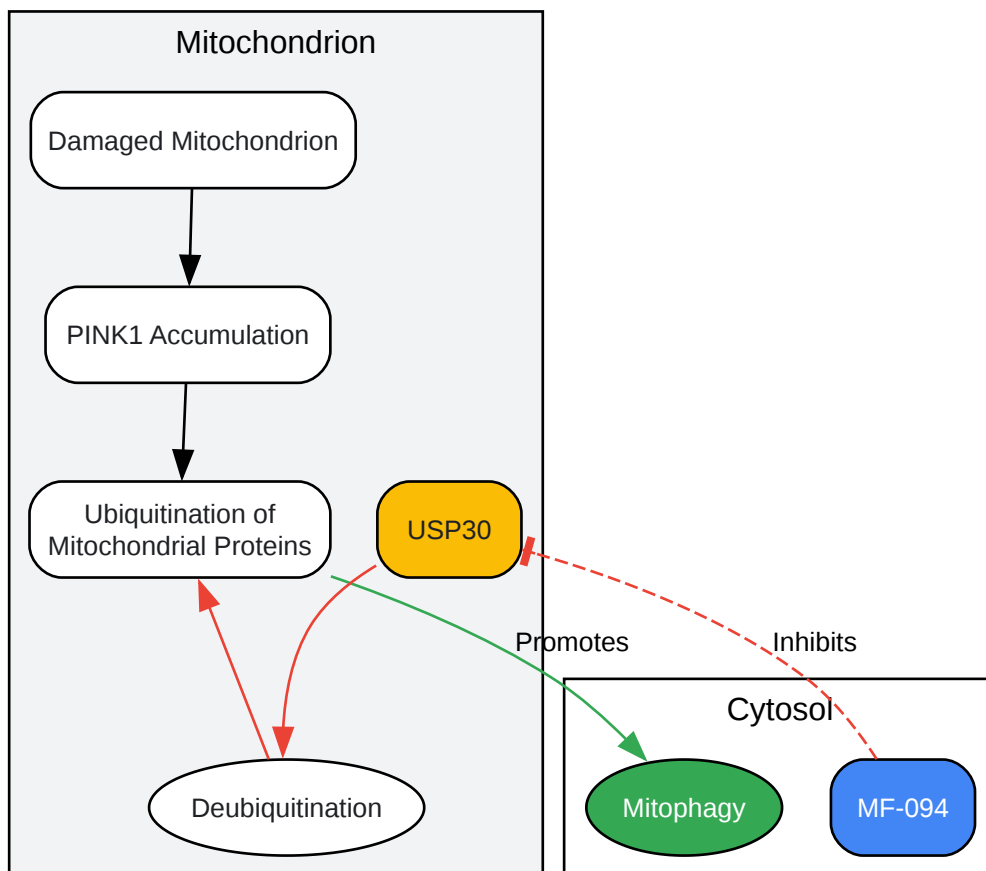 Mitochondrion
Damaged Mitochondrion
PINK1 Accumulation
Ubiquitination of
Mitochondrial Proteins
USP30
Promotes
Inhibits
Cytosol
Deubiquitination
Mitophagy
MF-094